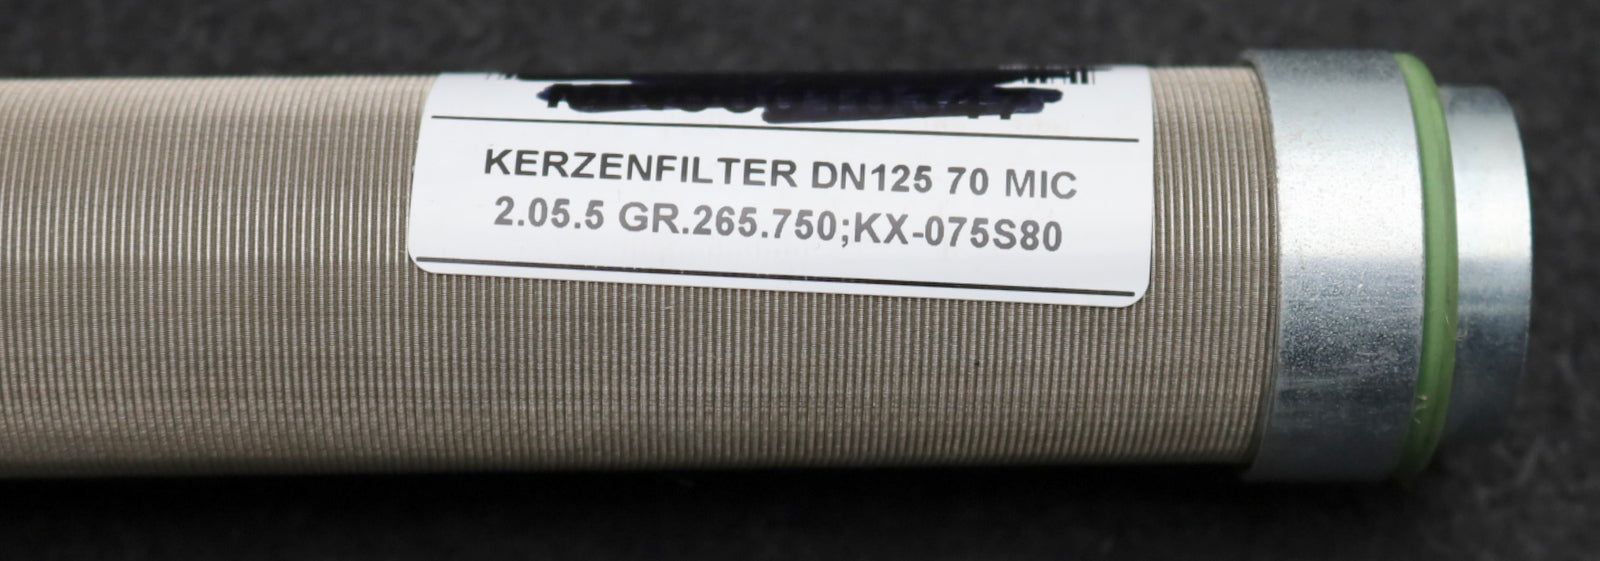 KERZENFILTER DN125 70 MIC
2.05.5 GR.265.750;KX-075S80